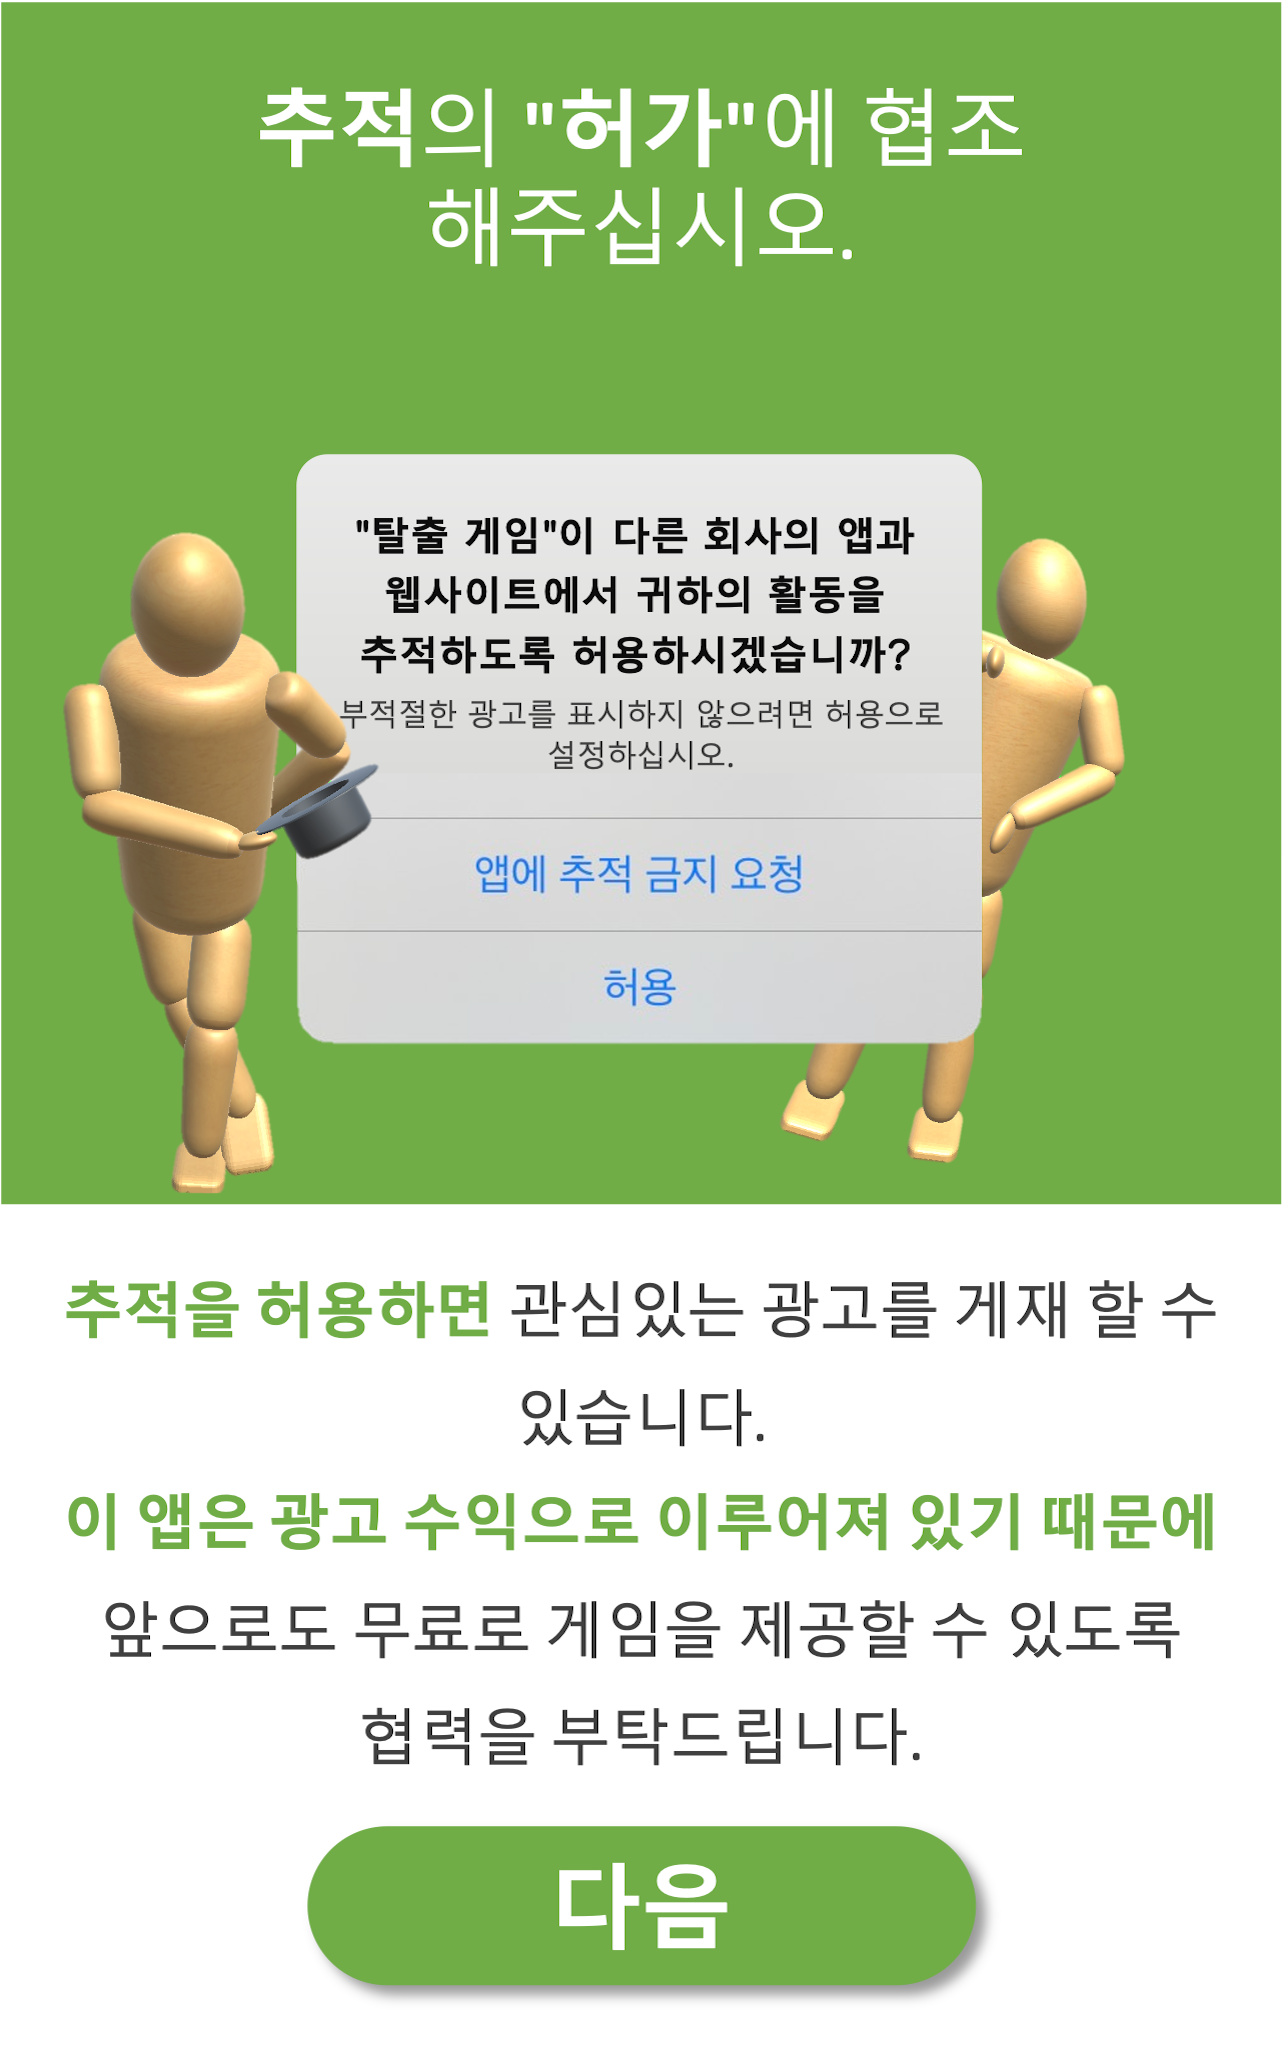 추적의 "허가"에 협조
해주십시오.
"탈출 게임"이 다른 회사의 앱과
웹사이트에서 귀하의 활동을
추적하도록 허용하시겠습니까?
부적절한 광고를 표시하지 않으려면 허용으로
설정하십시오.
앱에 추적 금지 요청
허용
추적을 허용하면 관심있는 광고를 게재 할 수
있습니다.
이 앱은 광고 수익으로 이루어져 있기 때문에
앞으로도 무료로 게임을 제공할 수 있도록
협력을 부탁드립니다.
다음